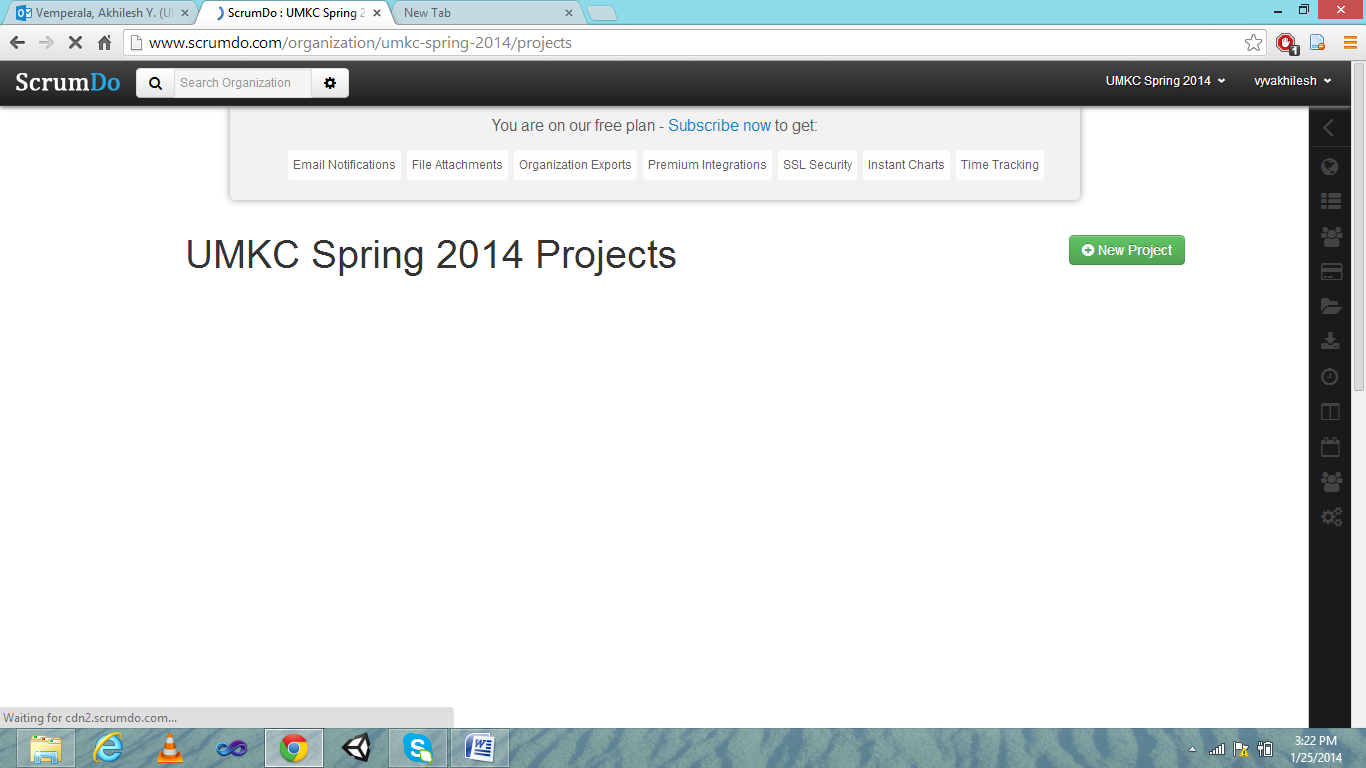 Vemperala, Akhilesh Y. (U
ScrumDo : UMKC Spring 2
New Tab
www.scrumdo.com/organization/umkc-spring-2014/projects
1
ScrumDo
Search Organization
UMKC Spring 2014
vyvakhilesh
You are on our free plan - Subscribe now to get:
Email Notifications File Attachments Organization Exports Premium Integrations SSL Security Instant Charts Time Tracking
UMKC Spring 2014 Projects
New Project
Waiting for cdn2.scrumdo.com...
3:22 PM
1/25/2014